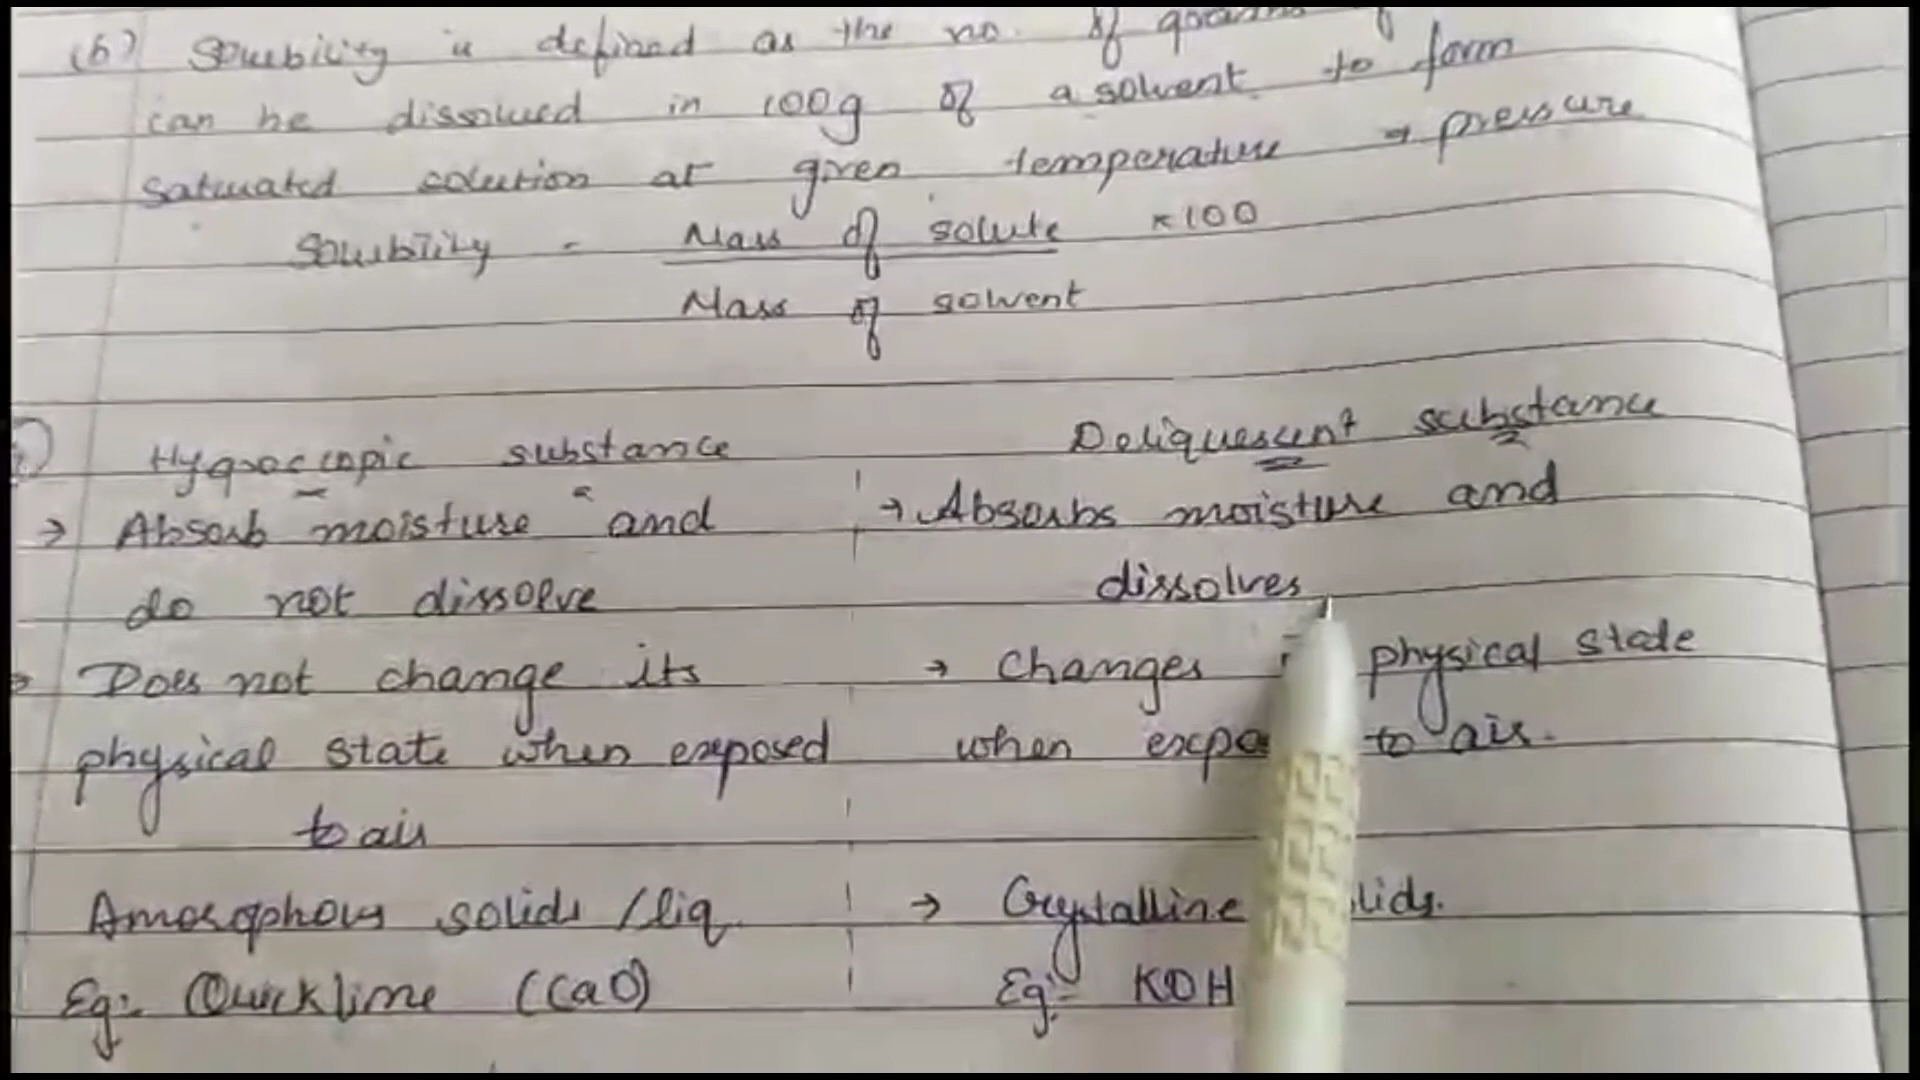 (b) Solubility is defined as the no. of
can be dissolved in 100g of a solvent to form
saturated solution at given temperature pressure
Solubility - Mass of solute ×100
Mass of solvent
Hygroscopic substance
Deliquescent substance
→ Absorb moisture and
do not dissolve
→ Does not change its
physical state when exposed
to air
Amorphous solids / liq.
Eg:- Quicklime (CaO)
→ Absorbs moisture and
dissolves
→ Changes physical state
when to air.
→ Crystalline
Eg:- KOH